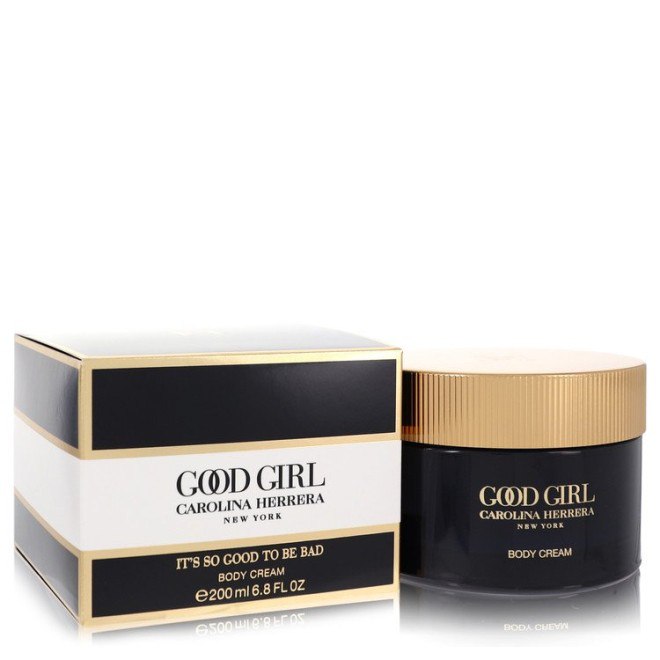 GOOD GIRL
CAROLINA HERRERA
NEW YORK
IT'S SO GOOD TO BE BAD
BODY CREAM
℮200 ml 6.8 FL OZ
GOOD GIRL
CAROLINA HERRERA
NEW YORK
BODY CREAM